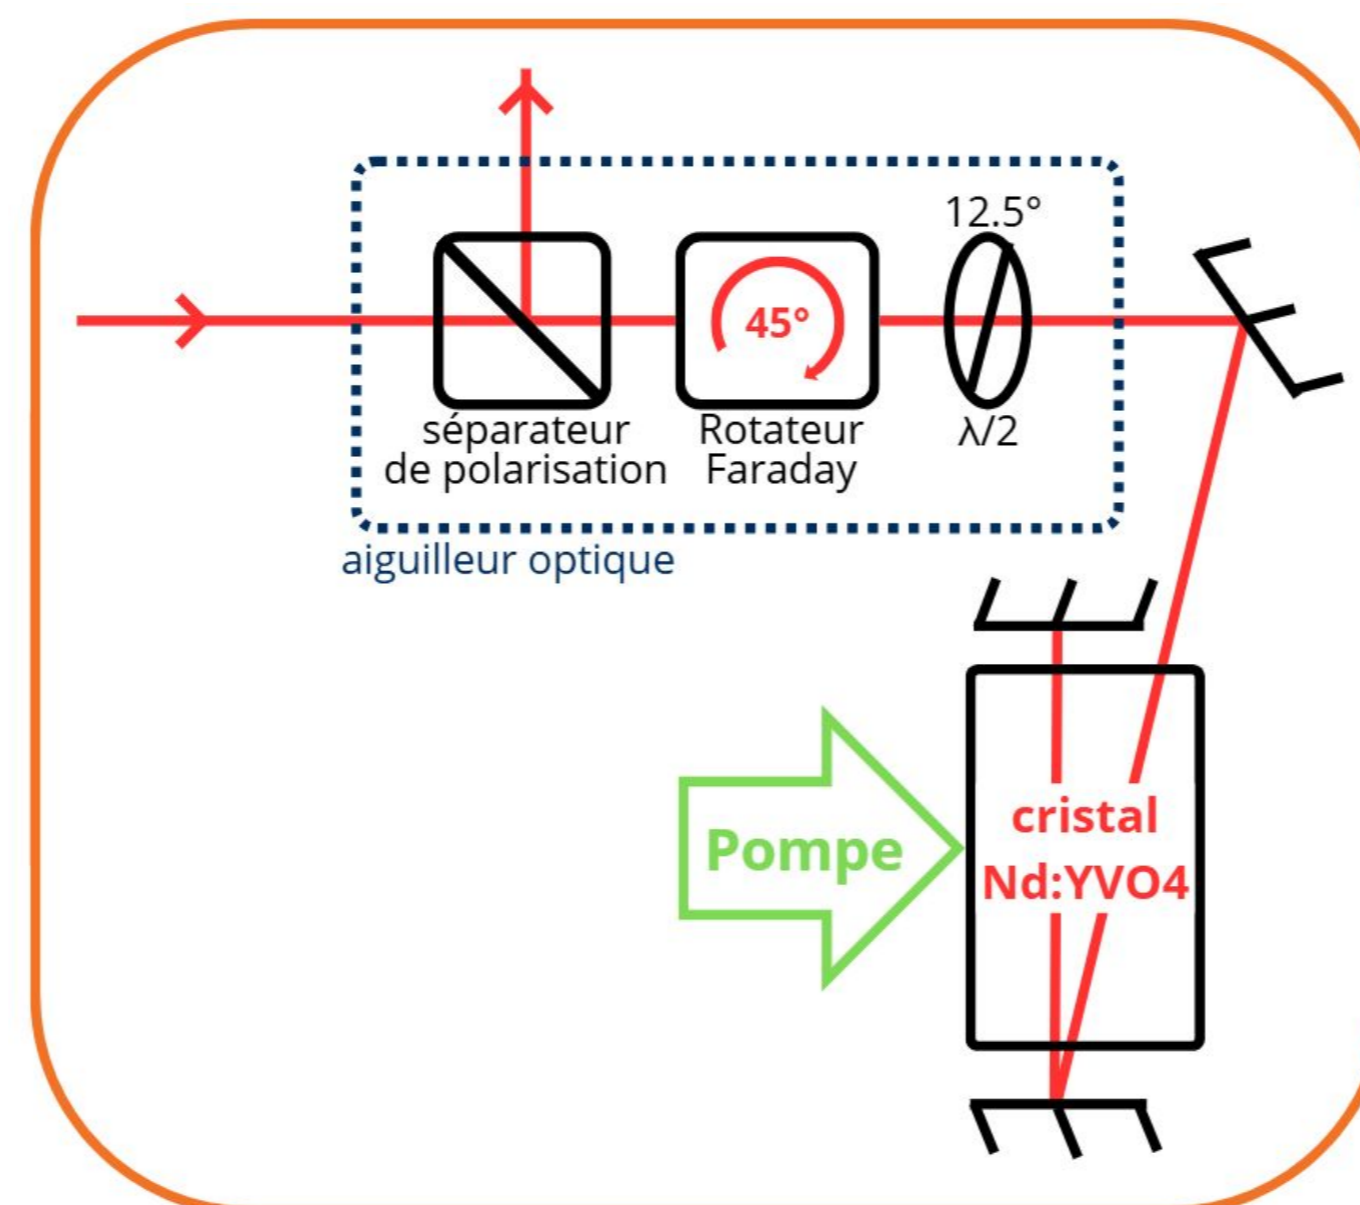 12.5°
45°
séparateur
de polarisation
Rotateur
Faraday
λ/2
aiguilleur optique
Pompe
cristal
Nd:YVO4